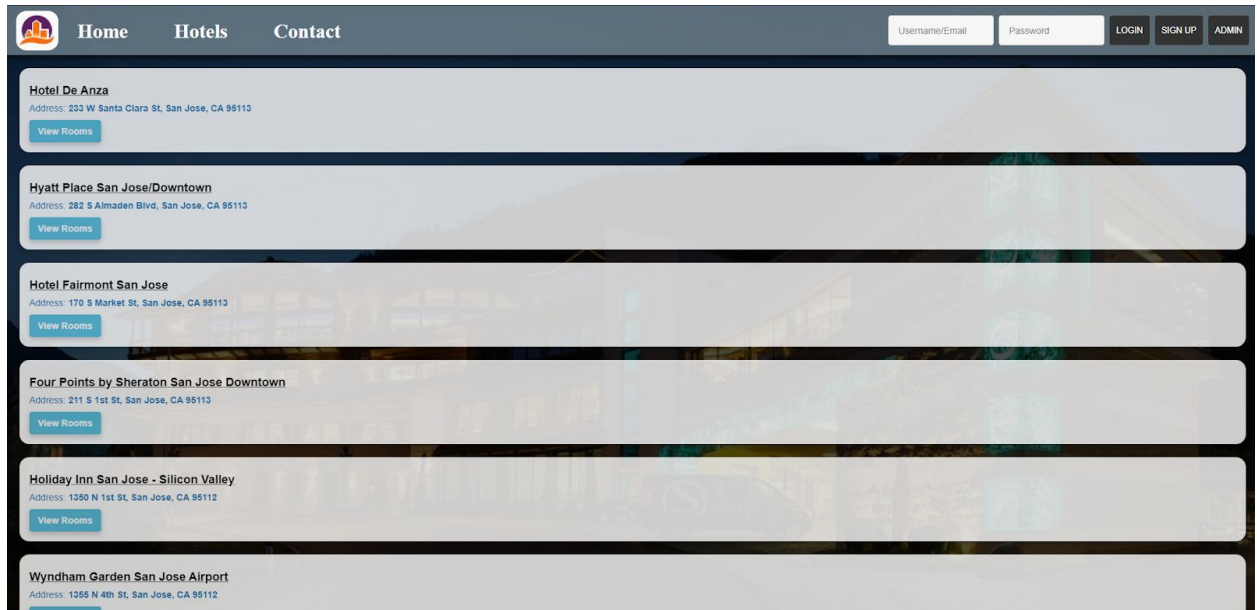 Home Hotels Contact Username/Email Password LOGIN SIGN UP ADMIN
Hotel De Anza
Address: 233 W Santa Clara St, San Jose, CA 95113
View Rooms
Hyatt Place San Jose/Downtown
Address: 282 S Almaden Blvd, San Jose, CA 95113
View Rooms
Hotel Fairmont San Jose
Address: 170 S Market St, San Jose, CA 95113
View Rooms
Four Points by Sheraton San Jose Downtown
Address: 211 S 1st St, San Jose, CA 95113
View Rooms
Holiday Inn San Jose - Silicon Valley
Address: 1350 N 1st St, San Jose, CA 95112
View Rooms
Wyndham Garden San Jose Airport
Address: 1355 N 4th St, San Jose, CA 95112